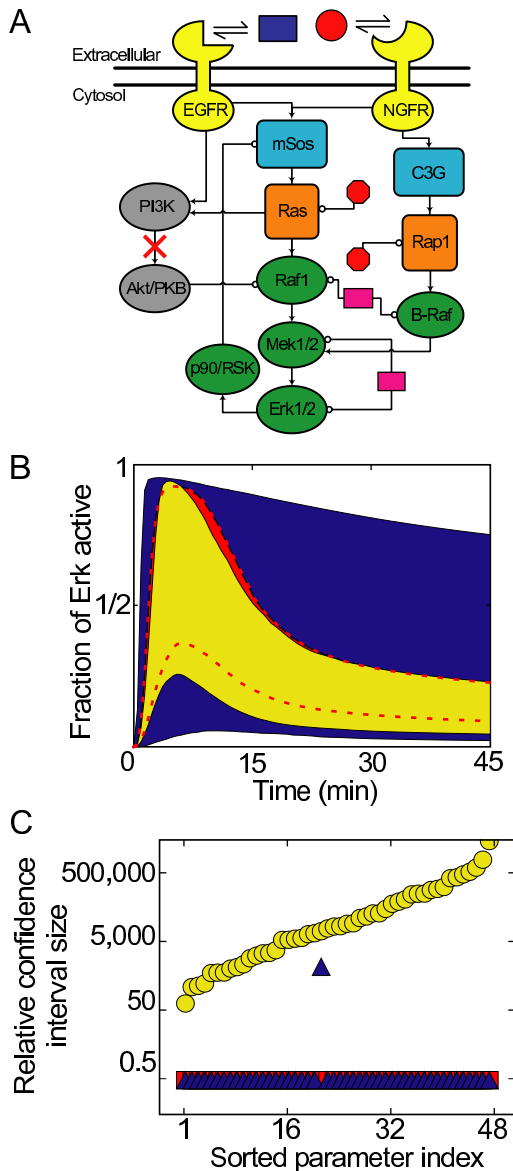 A
Extracellular
Cytosol
EGFR
NGFR
mSos
C3G
PI3K
Ras
Rap1
Akt/PKB
Raf1
B-Raf
Mek1/2
p90/RSK
Erk1/2
B
Fraction of Erk active
1
1/2
0
15
30
45
Time (min)
C
Relative confidence
interval size
500,000
5,000
50
0.5
1
16
32
48
Sorted parameter index